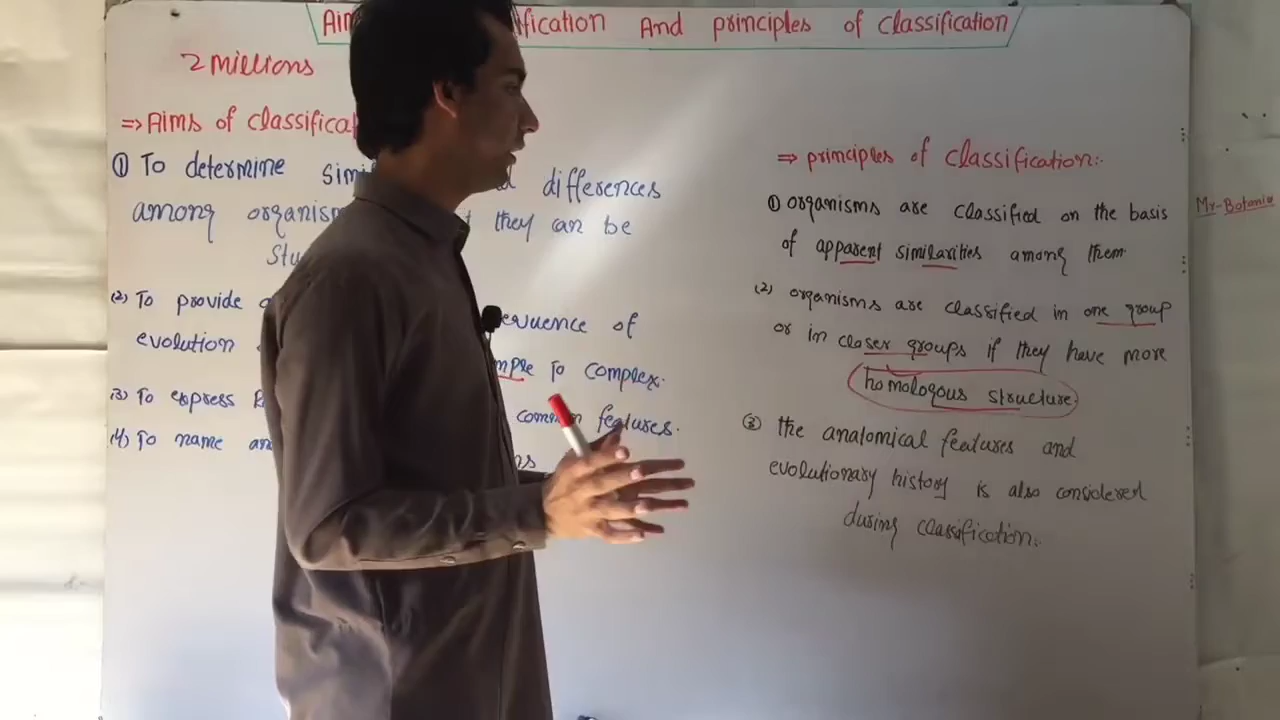 Aim fication And principles of classification
2 millions
⇒ Aims of classificat
① To determine simi differences
among organism they can be
Stu
(2) To provide
evolution
evuence of
mple To complex.
(3) To express common features.
(4) To name an ns
⇒ principles of classification:-
① organisms are classified on the basis
of apparent similarities among them.
(2) organisms are classified in one group
or in closer groups if they have more
homologous structure.
③ the anatomical features and
evolutionary history is also considered
during classification:.
My-Botania